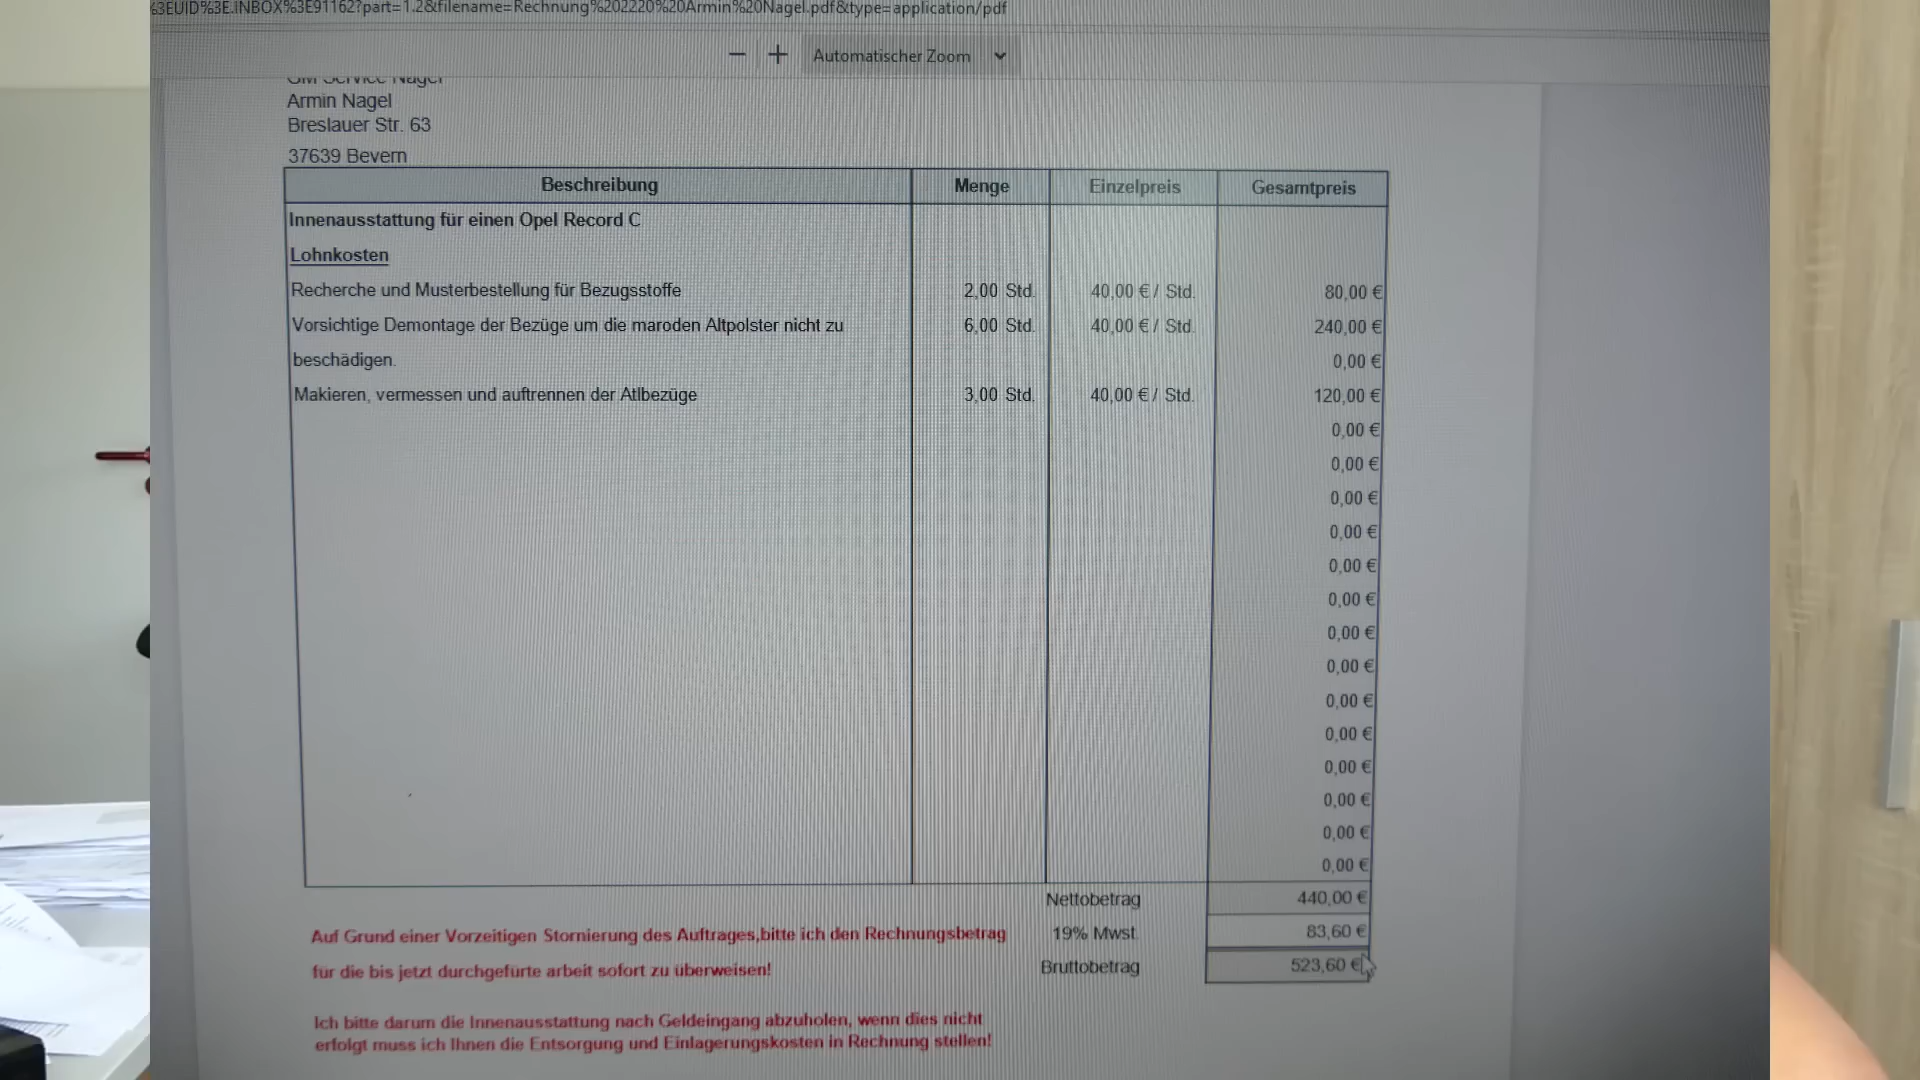 %3EUID%3E.INBOX%3E91162?part=1.2&filename=Rechnung%202220%20Armin%20Nagel.pdf&type=application/pdf
− + Automatischer Zoom
GM Service Nagel
Armin Nagel
Breslauer Str. 63
37639 Bevern
Beschreibung Menge Einzelpreis Gesamtpreis
Innenausstattung für einen Opel Record C
Lohnkosten
Recherche und Musterbestellung für Bezugsstoffe 2,00 Std. 40,00 € / Std. 80,00 €
Vorsichtige Demontage der Bezüge um die maroden Altpolster nicht zu 6,00 Std. 40,00 € / Std. 240,00 €
beschädigen. 0,00 €
Makieren, vermessen und auftrennen der Atlbezüge 3,00 Std. 40,00 € / Std. 120,00 €
0,00 €
0,00 €
0,00 €
0,00 €
0,00 €
0,00 €
0,00 €
0,00 €
0,00 €
0,00 €
0,00 €
0,00 €
0,00 €
0,00 €
Nettobetrag 440,00 €
Auf Grund einer Vorzeitigen Stornierung des Auftrages,bitte ich den Rechnungsbetrag 19% Mwst. 83,60 €
für die bis jetzt durchgefürte arbeit sofort zu überweisen! Bruttobetrag 523,60 €
Ich bitte darum die Innenausstattung nach Geldeingang abzuholen, wenn dies nicht
erfolgt muss ich Ihnen die Entsorgung und Einlagerungskosten in Rechnung stellen!